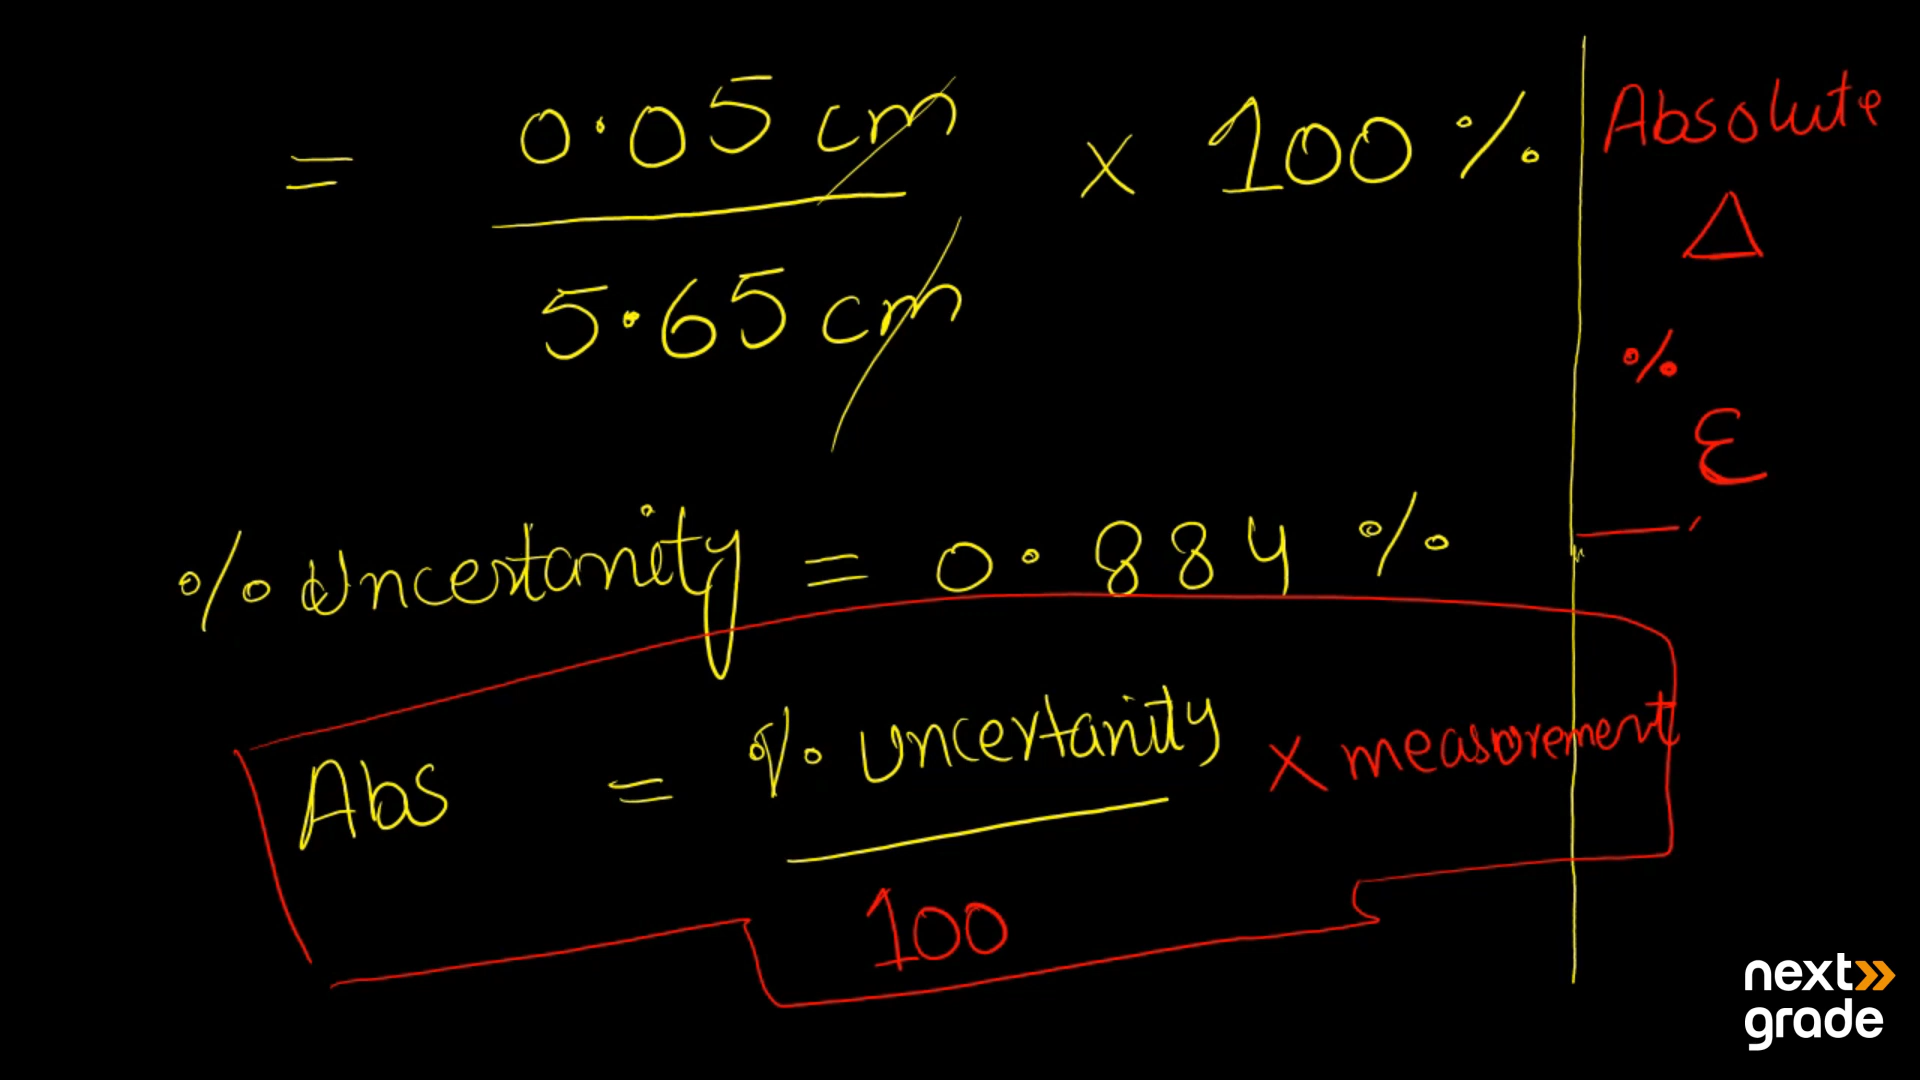 = 0.05 cm × 100 %
5.65 cm
% Uncertanity = 0.884 %
Abs = % Uncertanity × measurement
100
Absolute
Δ
%
ε
next
grade